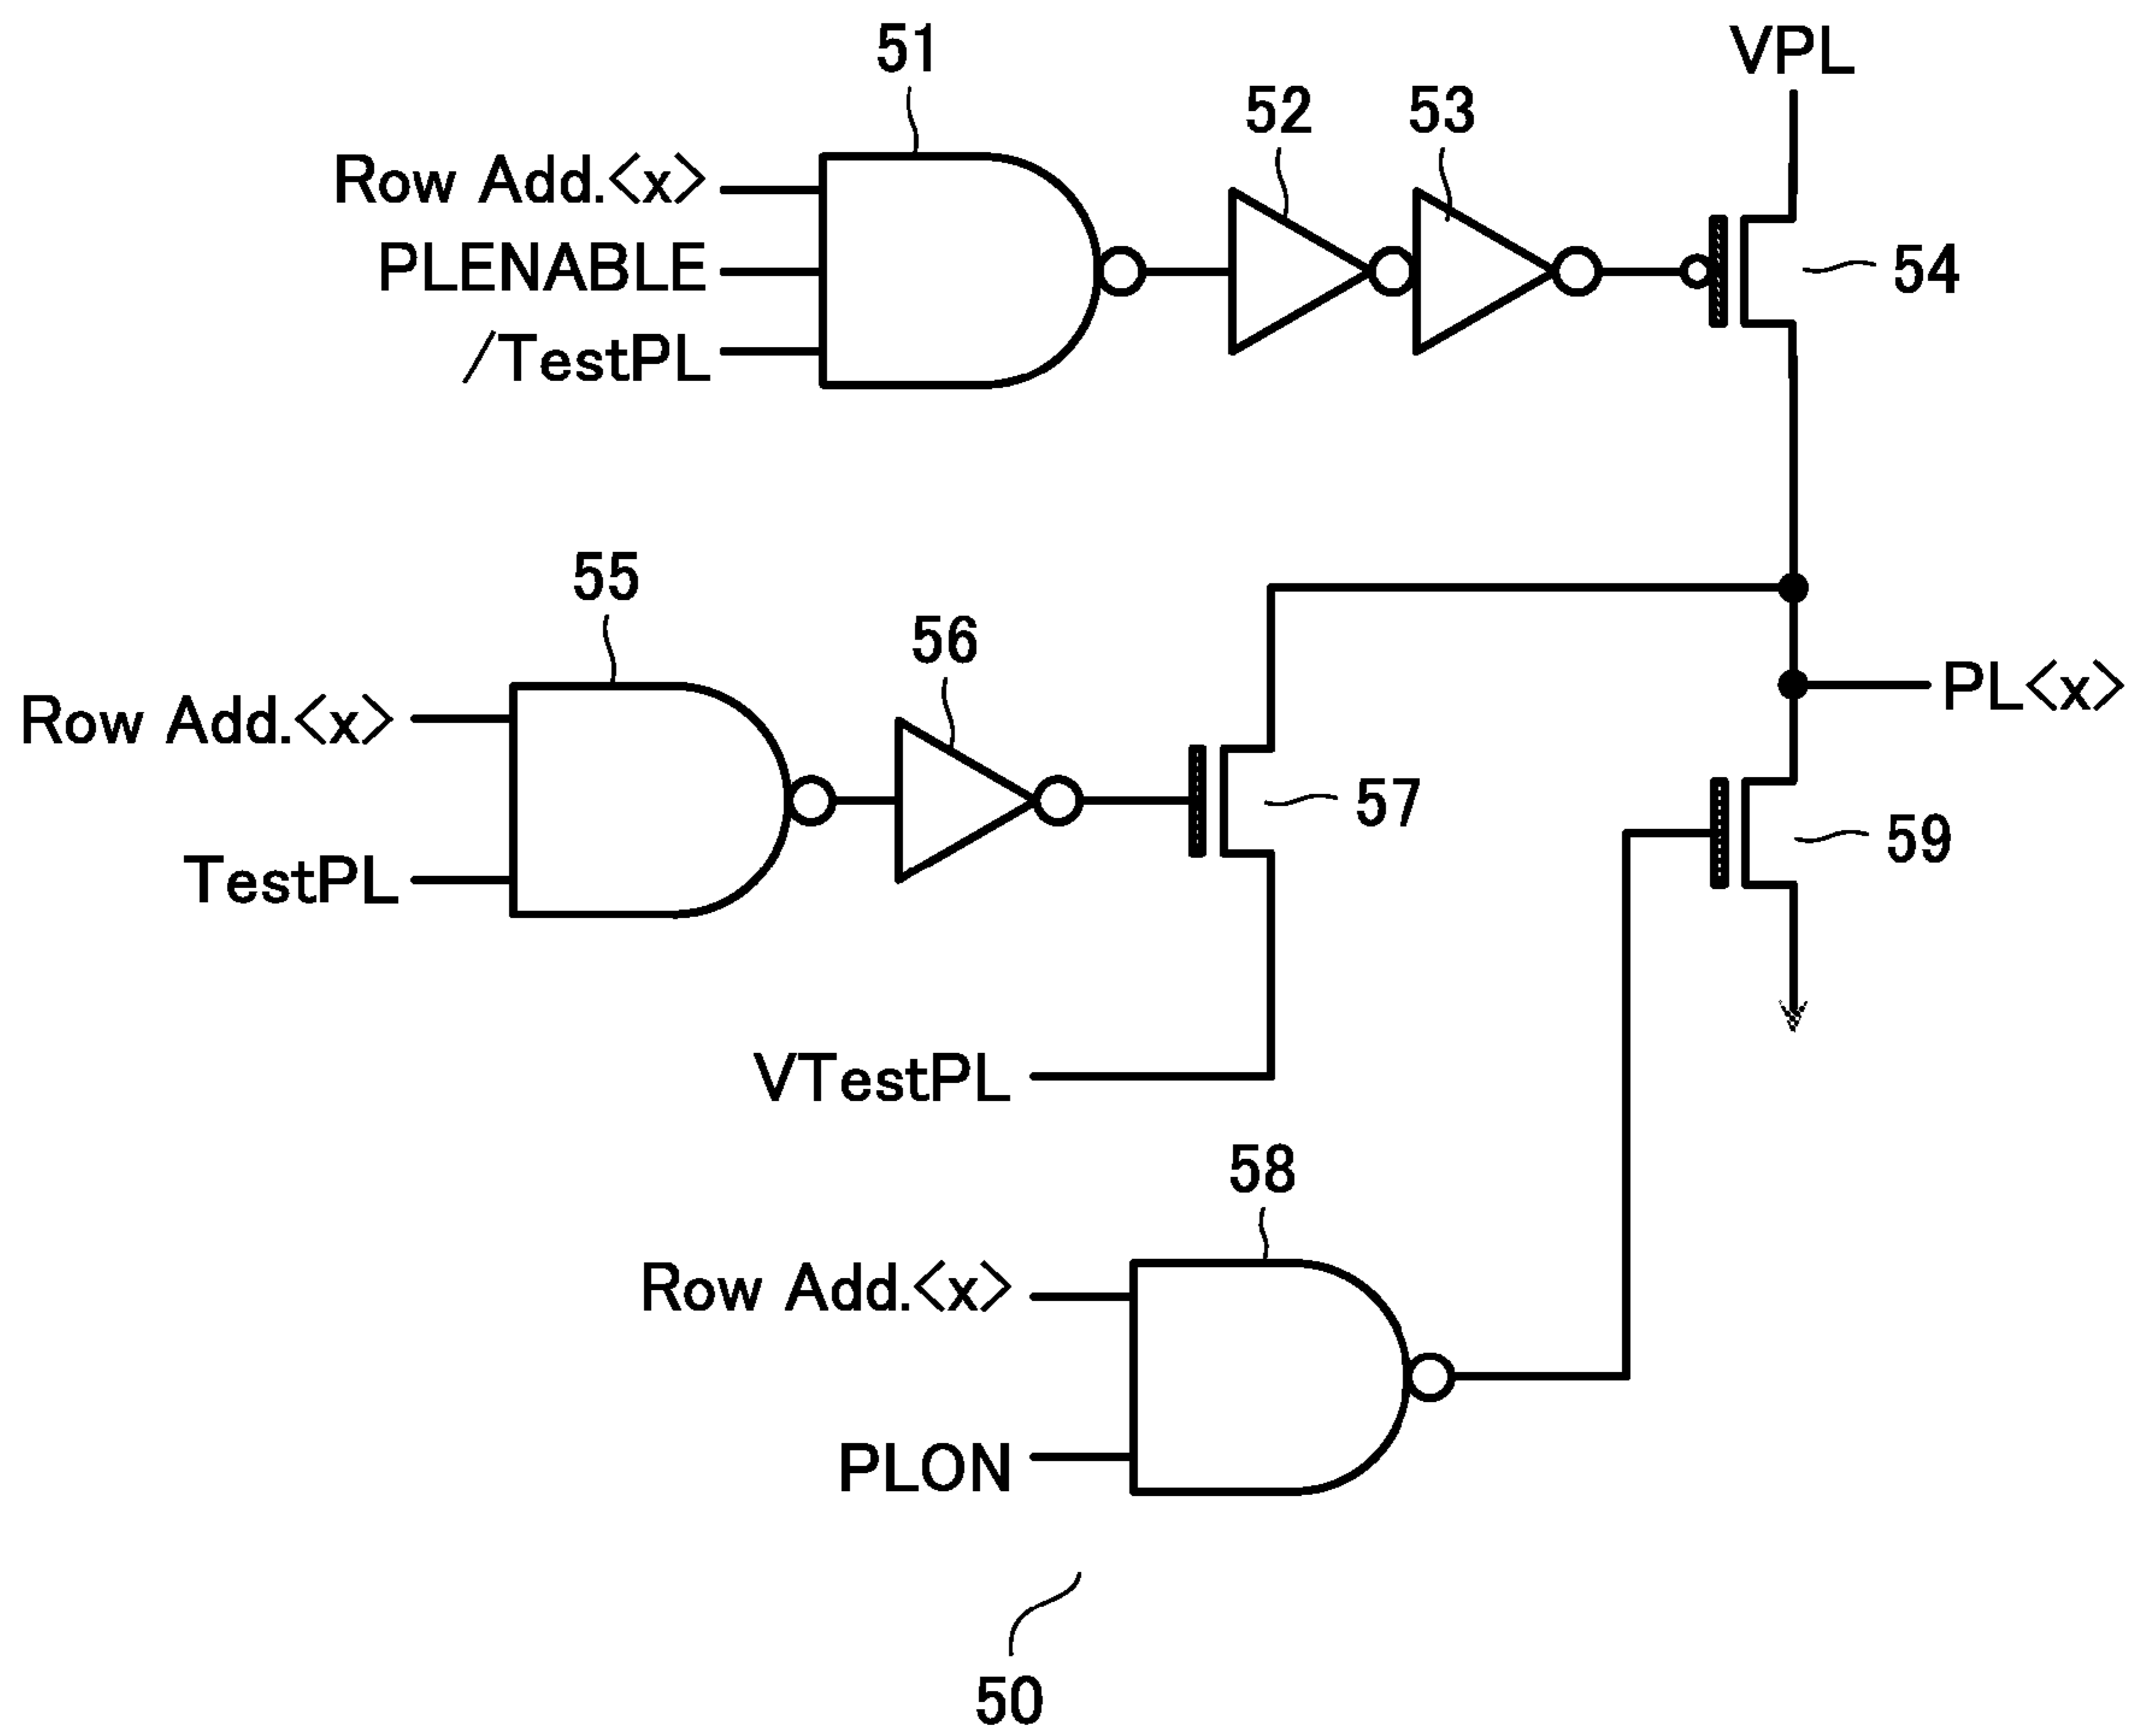 51
VPL
52
53
Row Add.<x>
PLENABLE
/TestPL
54
55
56
Row Add.<x>
PL<x>
TestPL
57
59
VTestPL
58
Row Add.<x>
PLON
50